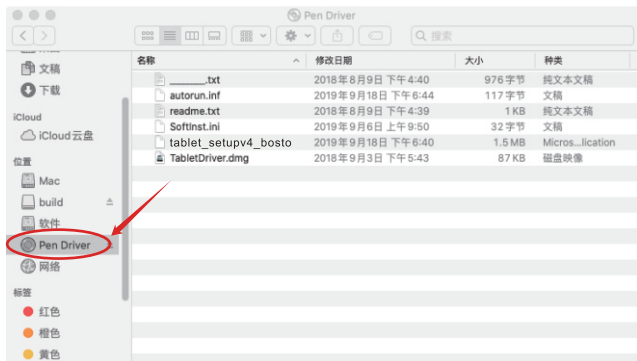 Pen Driver
搜索
名称 修改日期 大小 种类
_______.txt 2018年8月9日 下午4:40 976字节 纯文本文稿
autorun.inf 2019年9月18日 下午6:44 117字节 文稿
readme.txt 2018年8月9日 下午4:39 1 KB 纯文本文稿
SoftInst.ini 2019年9月6日 上午9:50 32字节 文稿
tablet_setupv4_bosto 2019年9月18日 下午6:40 1.5 MB Micros...lication
TabletDriver.dmg 2018年9月3日 下午5:43 87 KB 磁盘映像
文稿
下载
iCloud
iCloud云盘
位置
Mac
build
软件
Pen Driver
网络
标签
红色
橙色
黄色